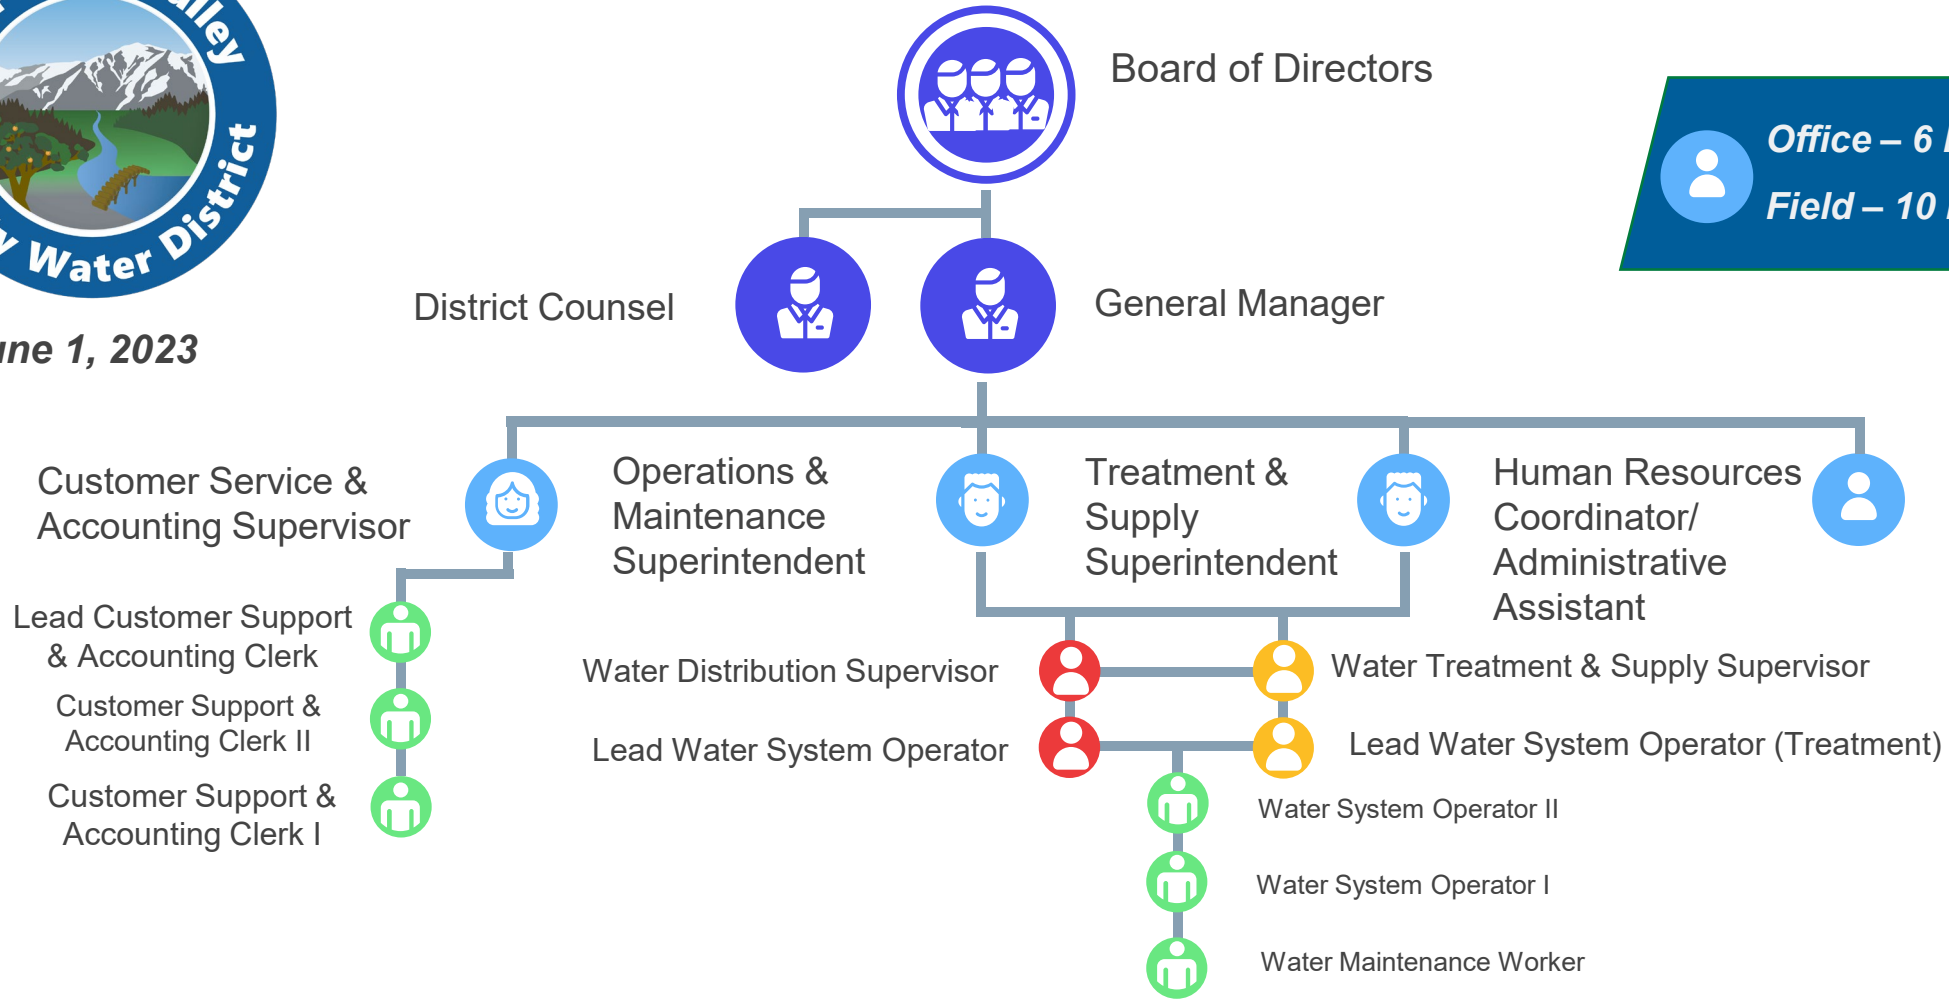 Water District
Board of Directors
Office – 6
Field – 10
District Counsel
General Manager
1, 2023
Customer Service &
Accounting Supervisor
Operations &
Maintenance
Superintendent
Treatment &
Supply
Superintendent
Human Resources
Coordinator/
Administrative
Assistant
Lead Customer Support
& Accounting Clerk
Customer Support &
Accounting Clerk II
Customer Support &
Accounting Clerk I
Water Distribution Supervisor
Water Treatment & Supply Supervisor
Lead Water System Operator
Lead Water System Operator (Treatment)
Water System Operator II
Water System Operator I
Water Maintenance Worker